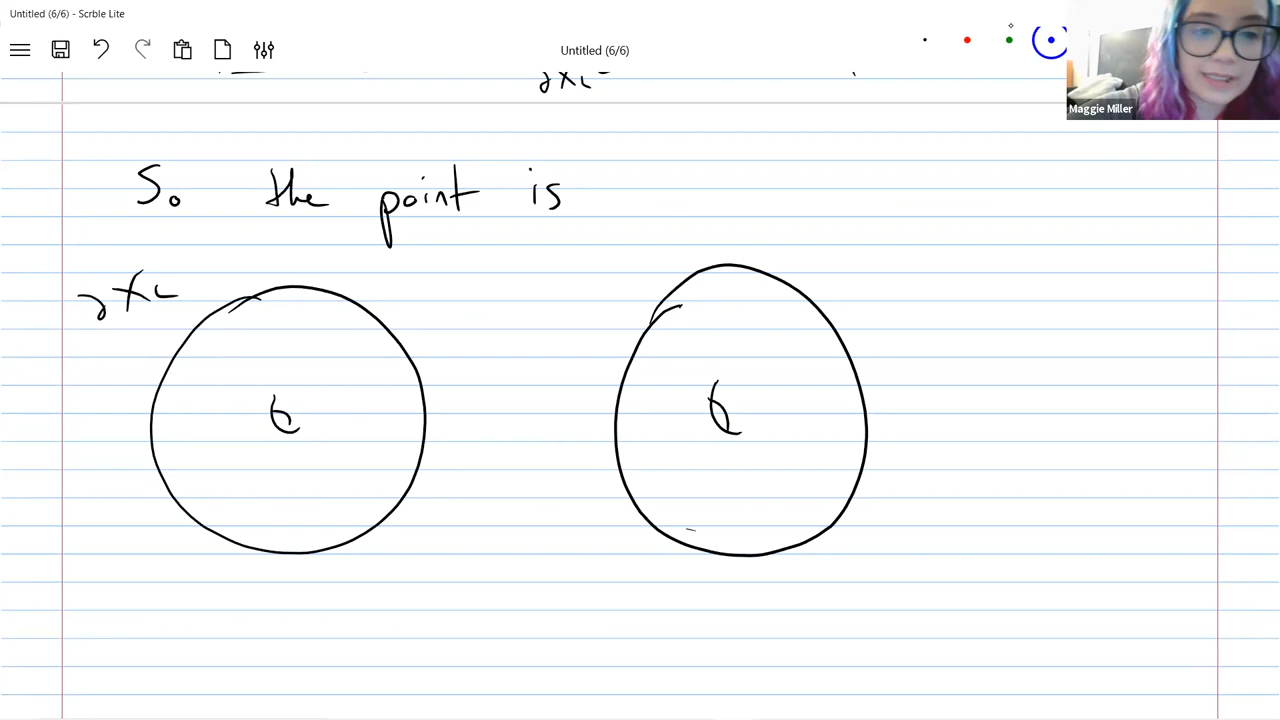 Untitled (6/6) - Scrble Lite
Untitled (6/6)
Maggie Miller
So the point is